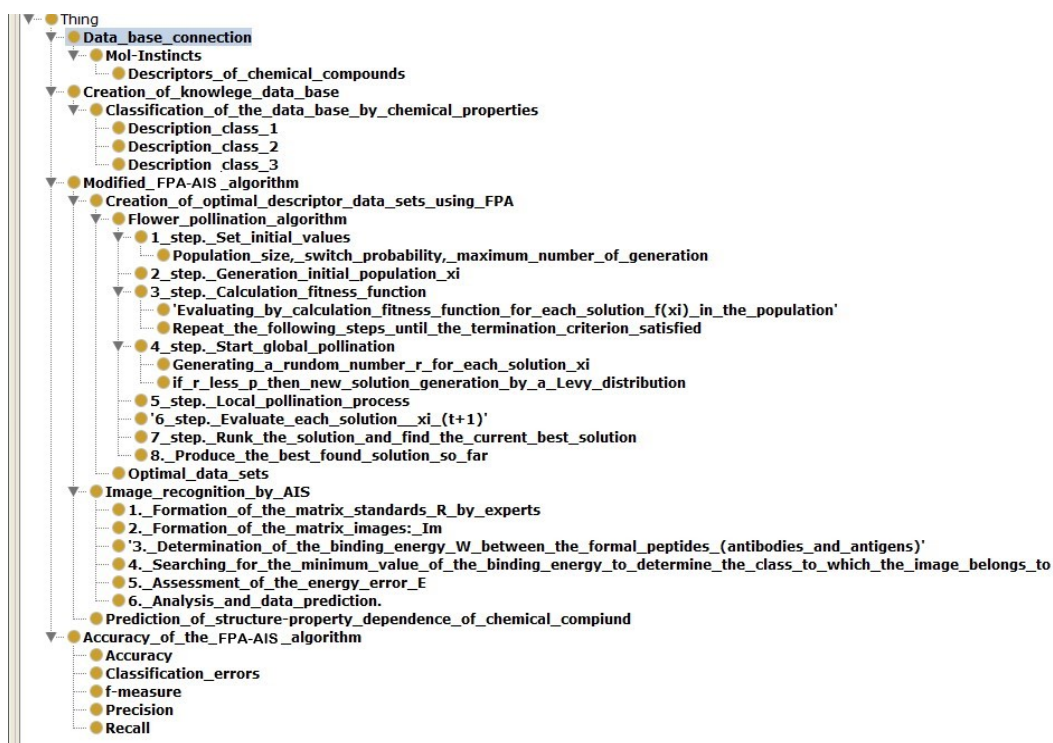 Thing
Data_base_connection
Mol-Instincts
Descriptors_of_chemical_compounds
Creation_of_knowlege_data_base
Classification_of_the_data_base_by_chemical_properties
Description_class_1
Description_class_2
Description_class_3
Modified_FPA-AIS_algorithm
Creation_of_optimal_descriptor_data_sets_using_FPA
Flower_pollination_algorithm
1_step._Set_initial_values
Population_size,_switch_probability,_maximum_number_of_generation
2_step._Generation_initial_population_xi
3_step._Calculation_fitness_function
'Evaluating_by_calculation_fitness_function_for_each_solution_f(xi)_in_the_population'
Repeat_the_following_steps_until_the_termination_criterion_satisfied
4_step._Start_global_pollination
Generating_a_rundom_number_r_for_each_solution_xi
if_r_less_p_then_new_solution_generation_by_a_Levy_distribution
5_step._Local_pollination_process
'6_step._Evaluate_each_solution__xi_(t+1)'
7_step._Runk_the_solution_and_find_the_current_best_solution
8._Produce_the_best_found_solution_so_far
Optimal_data_sets
Image_recognition_by_AIS
1._Formation_of_the_matrix_standards_R_by_experts
2._Formation_of_the_matrix_images:_Im
'3._Determination_of_the_binding_energy_W_between_the_formal_peptides_(antibodies_and_antigens)'
4._Searching_for_the_minimum_value_of_the_binding_energy_to_determine_the_class_to_which_the_image_belongs_to
5._Assessment_of_the_energy_error_E
6._Analysis_and_data_prediction.
Prediction_of_structure-property_dependence_of_chemical_compiund
Accuracy_of_the_FPA-AIS_algorithm
Accuracy
Classification_errors
f-measure
Precision
Recall